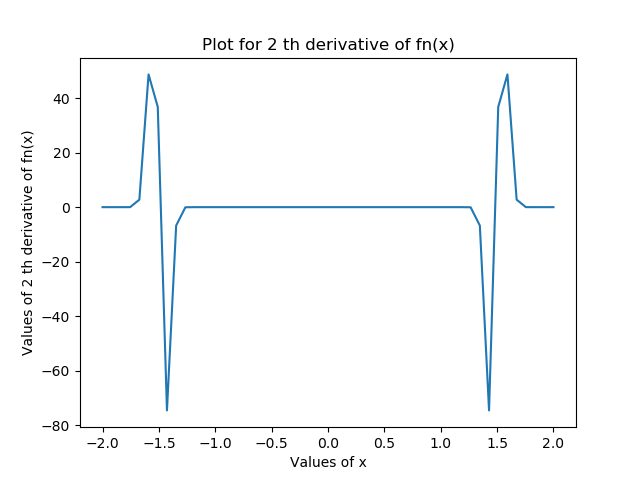 Plot for 2 th derivative of fn(x)
Values of 2 th derivative of fn(x)
40
20
0
−20
−40
−60
−80
−2.0 −1.5 −1.0 −0.5 0.0 0.5 1.0 1.5 2.0
Values of x